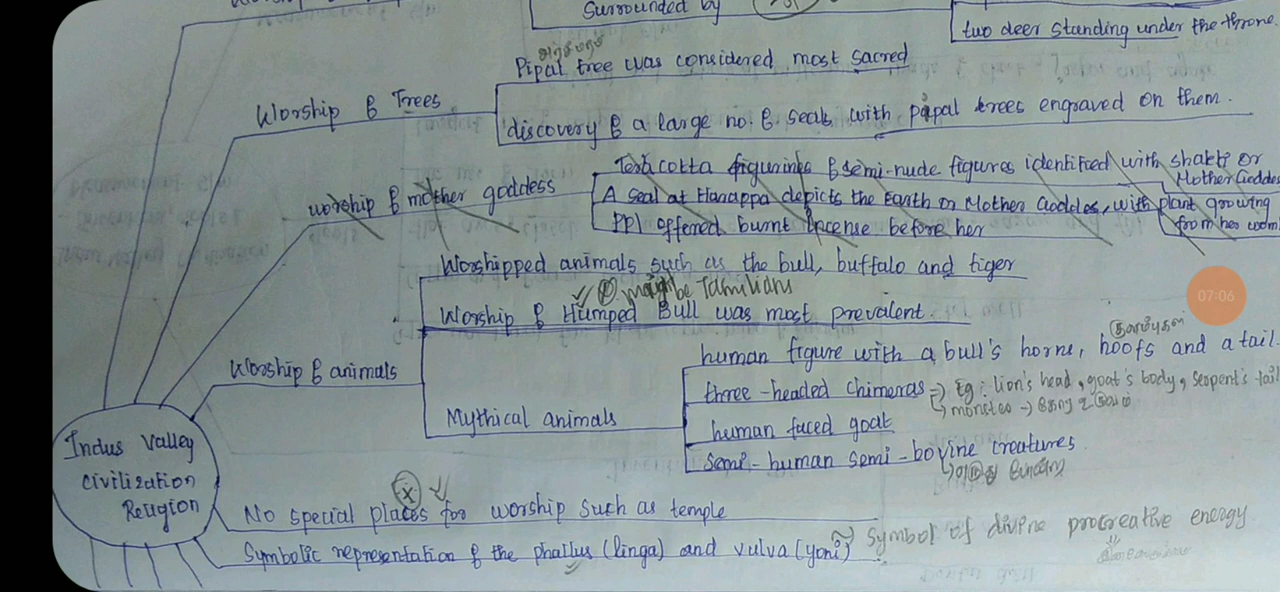 Surrounded by
two deer standing under the throne.
Pipal tree was considered most sacred
Worship of Trees
discovery of a large no. of seals with pipal trees engraved on them.
Terracotta figurines of semi-nude figures identified with shakti or
Mother Goddes
worship of mother goddess
A seal at Harappa depicts the Earth or Mother Goddes, with plant growing
from her womb
PPl offered burnt Incense before her
Worshipped animals such as the bull, buffalo and tiger
might be Tamilians
Worship of Humped Bull was most prevalent.
07:06
human figure with a bull's horns, hoofs and a tail.
Worship of animals
three-headed chimeras → Eg: lion's head, goat's body, serpent's tail
monster →
Mythical animals
human faced goat
semi-human semi-bovine creatures.
Indus Valley
Civilization
Religion
No special places for worship such as temple
Symbolic representation of the phallus (linga) and vulva (yoni) → Symbol of divine procreative energy